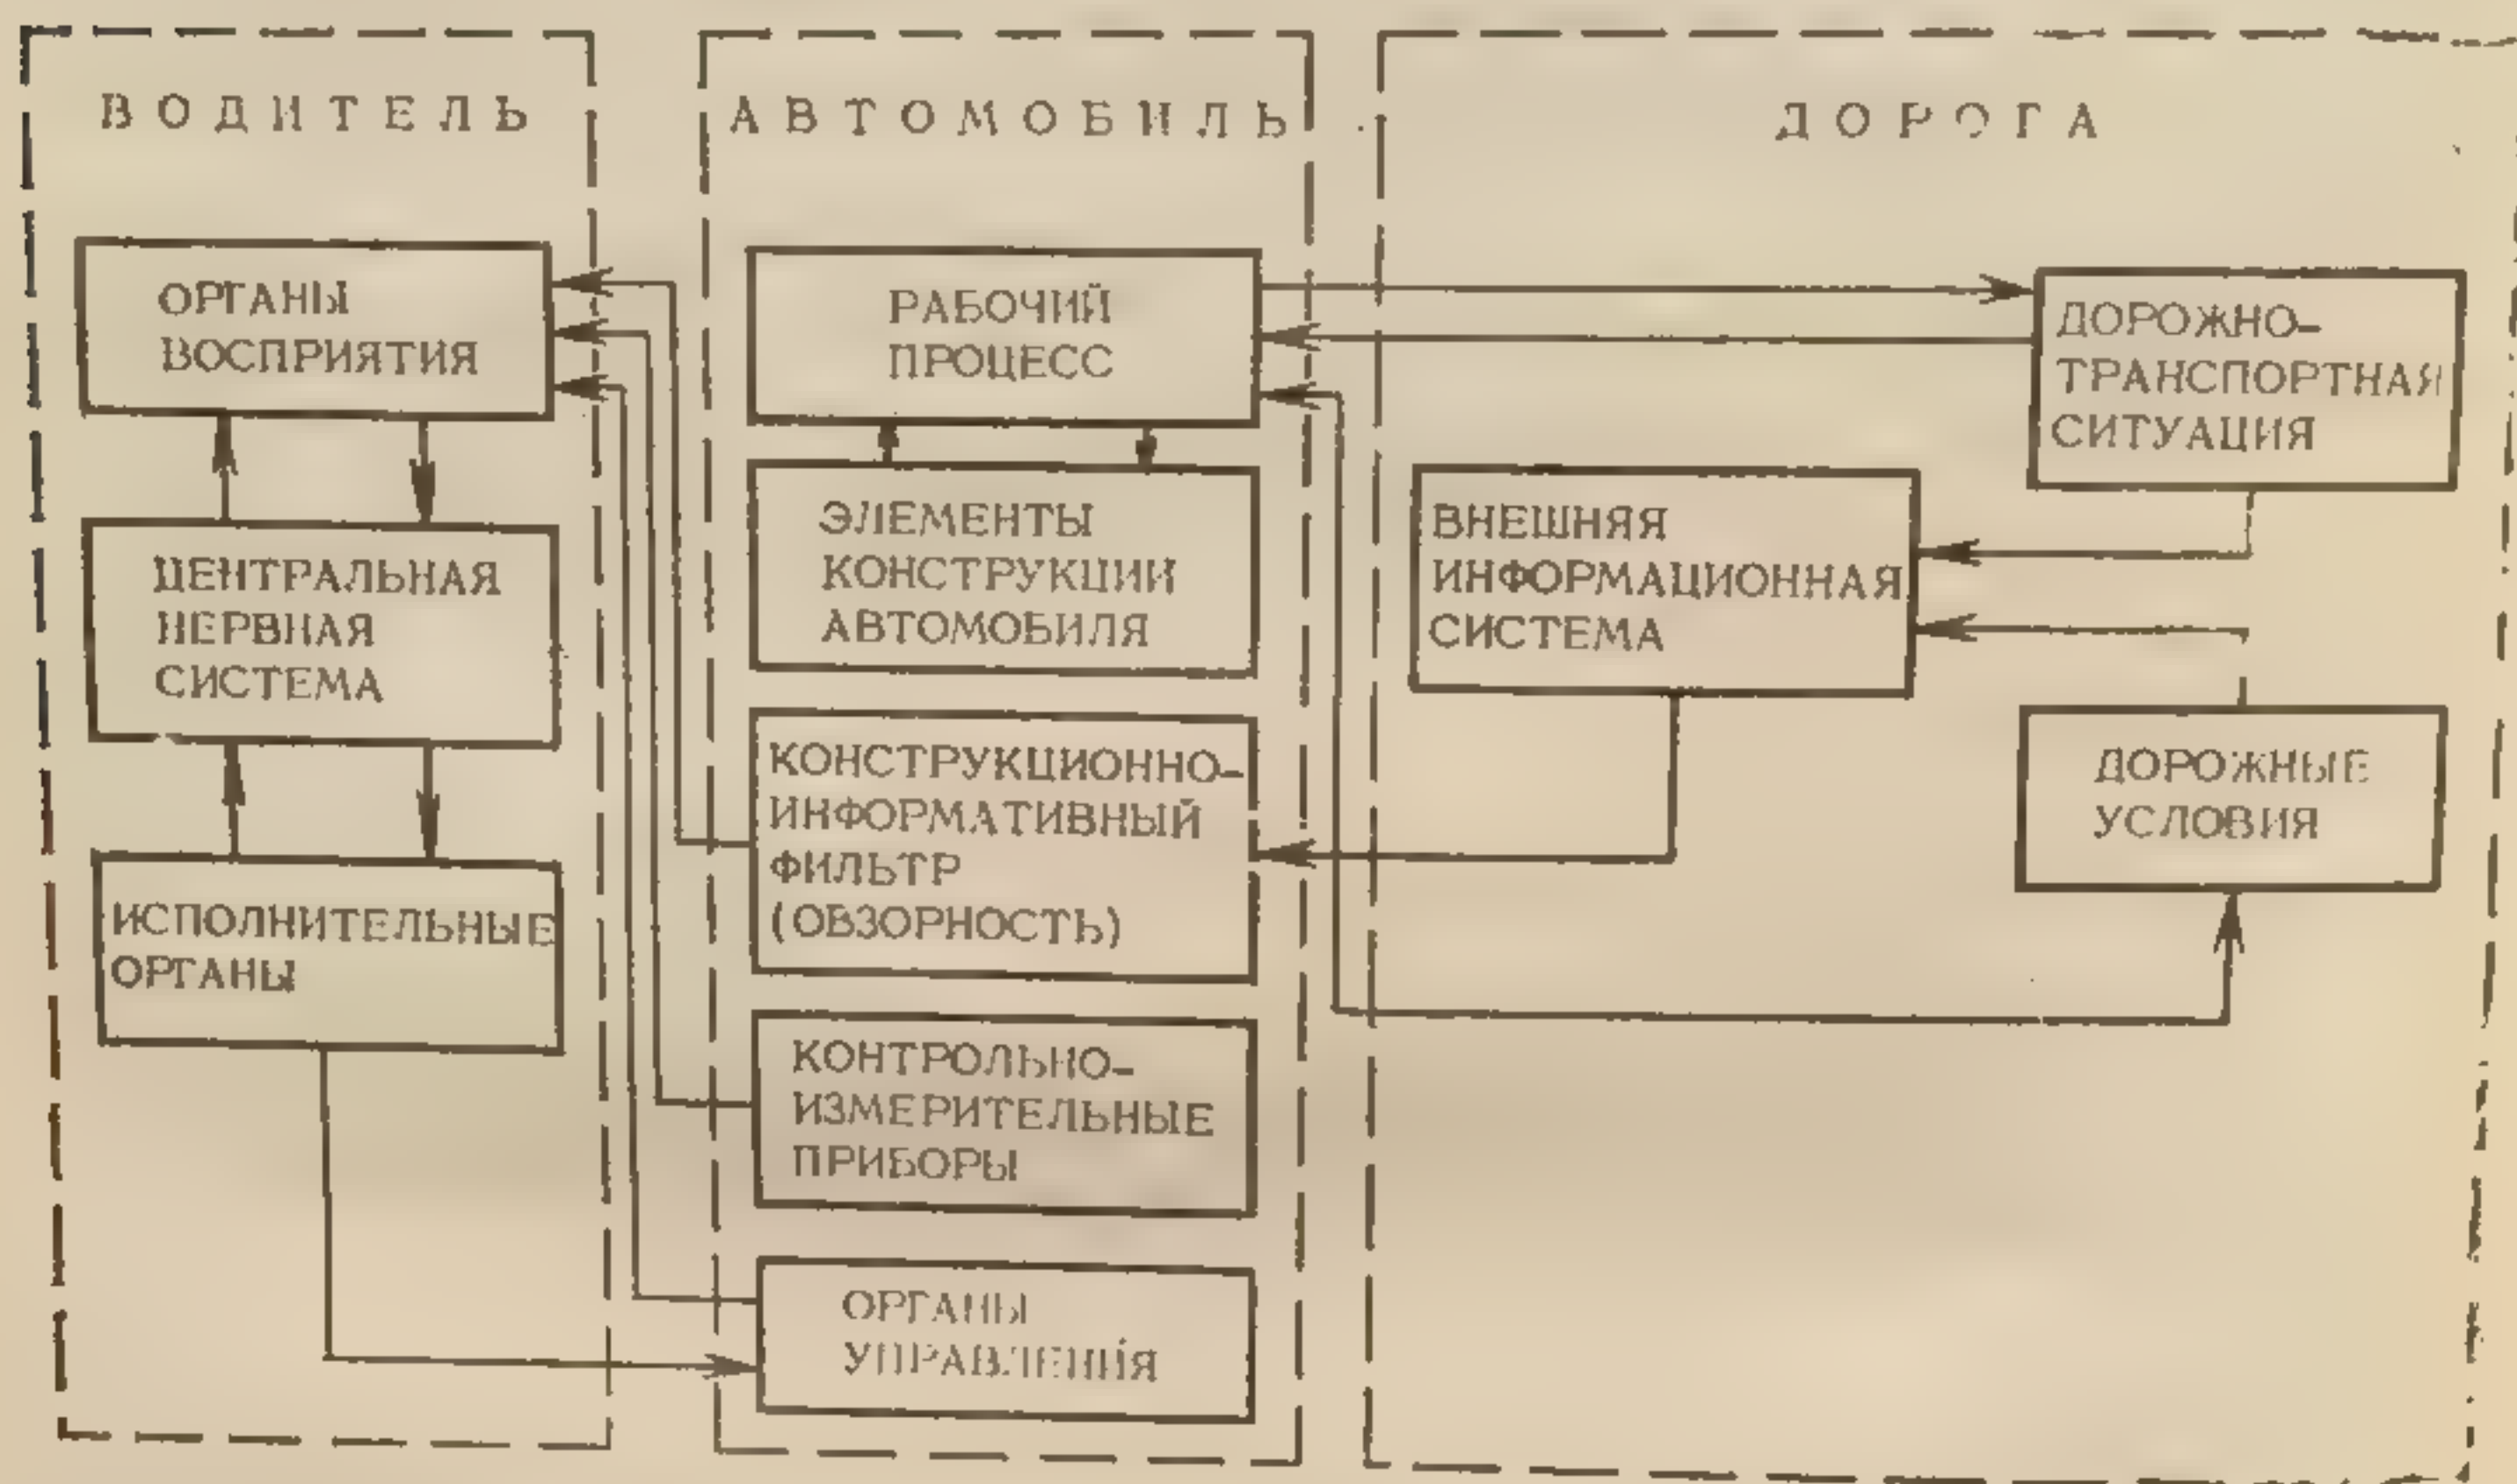 ВОДИТЕЛЬ
ОРГАНЫ
ВОСПРИЯТИЯ
ЦЕНТРАЛЬНАЯ
НЕРВНАЯ
СИСТЕМА
ИСПОЛНИТЕЛЬНЫЕ
ОРГАНЫ
АВТОМОБИЛЬ
РАБОЧИЙ
ПРОЦЕСС
ЭЛЕМЕНТЫ
КОНСТРУКЦИИ
АВТОМОБИЛЯ
КОНСТРУКЦИОННО-
ИНФОРМАТИВНЫЙ
ФИЛЬТР
(ОБЗОРНОСТЬ)
КОНТРОЛЬНО-
ИЗМЕРИТЕЛЬНЫЕ
ПРИБОРЫ
ОРГАНЫ
УПРАВЛЕНИЯ
ДОРОГА
ДОРОЖНО-
ТРАНСПОРТНАЯ
СИТУАЦИЯ
ВНЕШНЯЯ
ИНФОРМАЦИОННАЯ
СИСТЕМА
ДОРОЖНЫЕ
УСЛОВИЯ